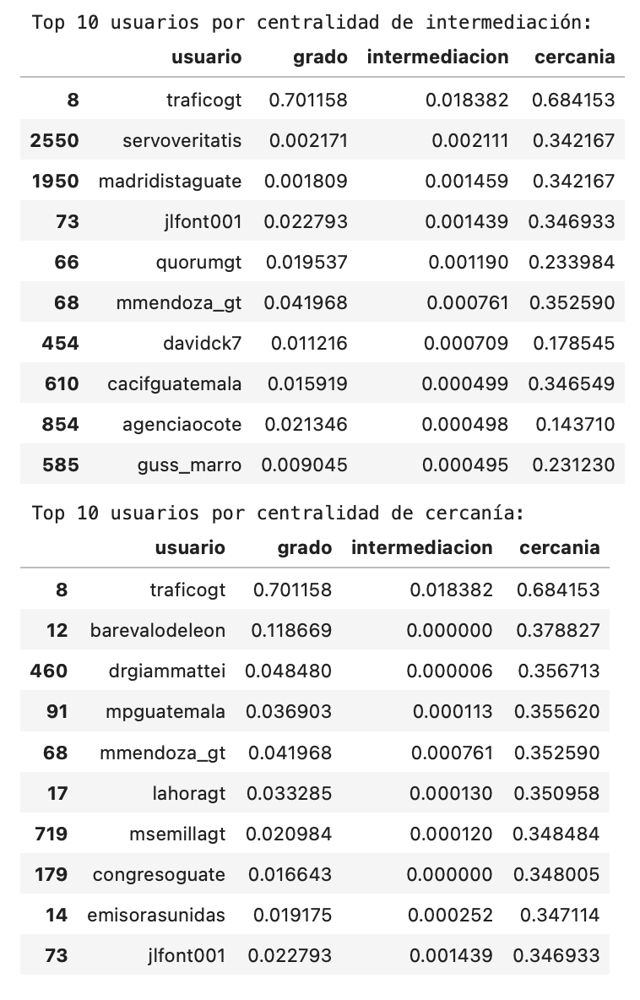 Top 10 usuarios por centralidad de intermediación:
usuario grado intermediacion cercania
8 traficogt 0.701158 0.018382 0.684153
2550 servoveritatis 0.002171 0.002111 0.342167
1950 madridistaguate 0.001809 0.001459 0.342167
73 jlfont001 0.022793 0.001439 0.346933
66 quorumgt 0.019537 0.001190 0.233984
68 mmendoza_gt 0.041968 0.000761 0.352590
454 davidck7 0.011216 0.000709 0.178545
610 cacifguatemala 0.015919 0.000499 0.346549
854 agenciaocote 0.021346 0.000498 0.143710
585 guss_marro 0.009045 0.000495 0.231230
Top 10 usuarios por centralidad de cercanía:
usuario grado intermediacion cercania
8 traficogt 0.701158 0.018382 0.684153
12 barevalodeleon 0.118669 0.000000 0.378827
460 drgiammattei 0.048480 0.000006 0.356713
91 mpguatemala 0.036903 0.000113 0.355620
68 mmendoza_gt 0.041968 0.000761 0.352590
17 lahoragt 0.033285 0.000130 0.350958
719 msemillagt 0.020984 0.000120 0.348484
179 congresoguate 0.016643 0.000000 0.348005
14 emisorasunidas 0.019175 0.000252 0.347114
73 jlfont001 0.022793 0.001439 0.346933